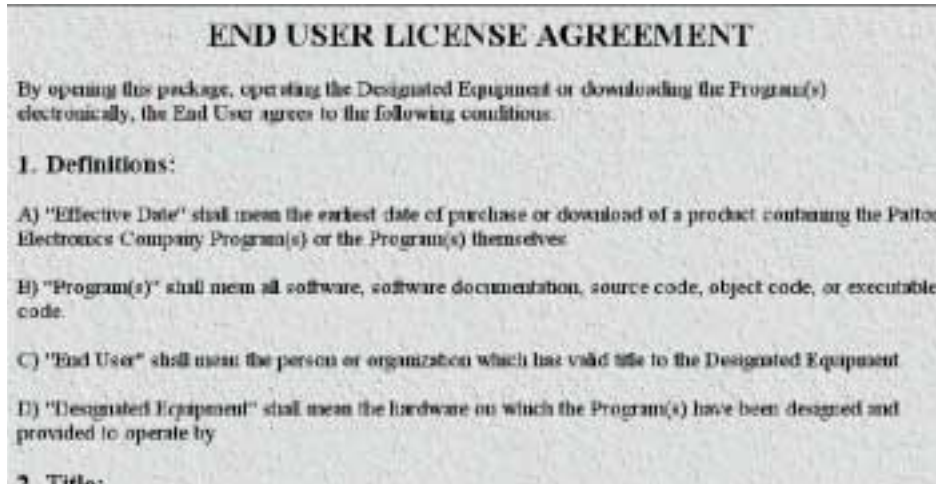 END USER LICENSE AGREEMENT
By opening this package, operating the Designated Equipment or downloading the Program(s)
electronically, the End User agrees to the following conditions.
1. Definitions:
A) "Effective Date" shall mean the earliest date of purchase or download of a product containing the Patton
Electronics Company Program(s) or the Program(s) themselves
B) "Program(s)" shall mean all software, software documentation, source code, object code, or executable
code.
C) "End User" shall mean the person or organization which has valid title to the Designated Equipment
D) "Designated Equipment" shall mean the hardware on which the Program(s) have been designed and
provided to operate by
2. Title: